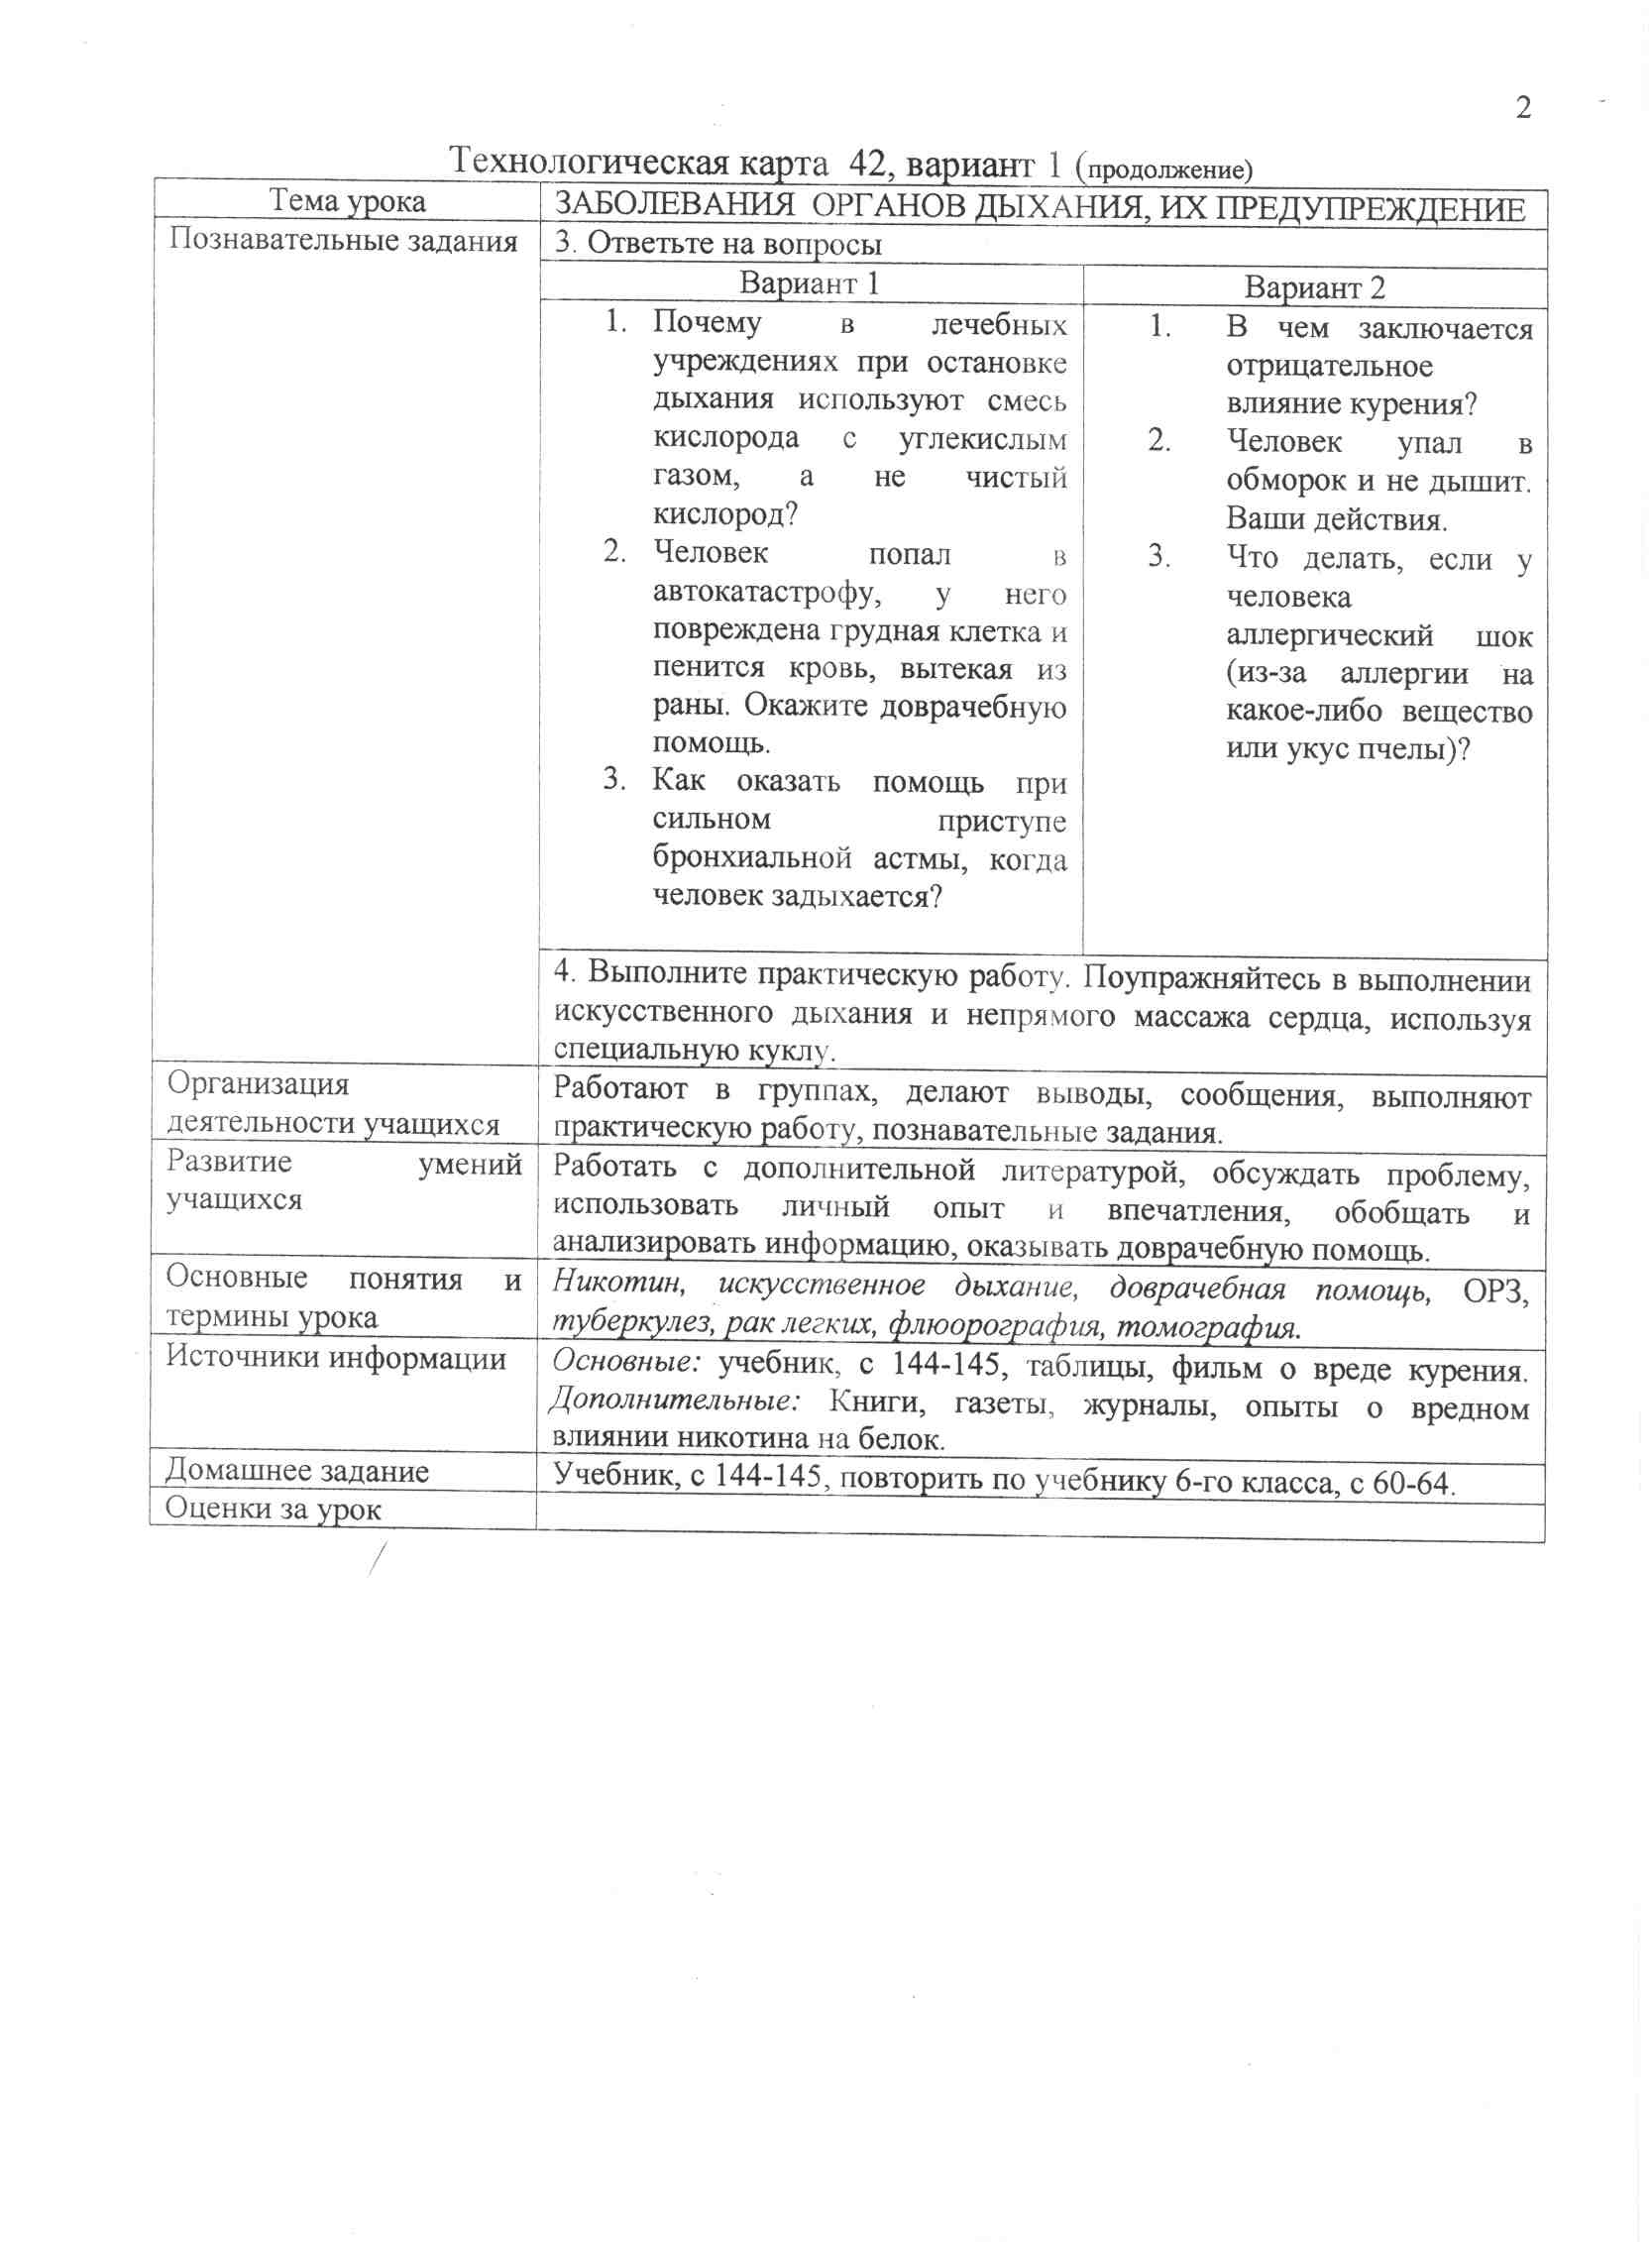 2
Технологическая карта 42, вариант 1 (продолжение)
Тема урока
ЗАБОЛЕВАНИЯ ОРГАНОВ ДЫХАНИЯ, ИХ ПРЕДУПРЕЖДЕНИЕ
Познавательные задания
3. Ответьте на вопросы
Вариант 1
1. Почему в лечебных
учреждениях при остановке
дыхания используют смесь
кислорода с углекислым
газом, а не чистый
кислород?
2. Человек попал в
автокатастрофу, у него
повреждена грудная клетка и
пенится кровь, вытекая из
раны. Окажите доврачебную
помощь.
3. Как оказать помощь при
сильном приступе
бронхиальной астмы, когда
человек задыхается?
Вариант 2
1. В чем заключается
отрицательное
влияние курения?
2. Человек упал в
обморок и не дышит.
Ваши действия.
3. Что делать, если у
человека
аллергический шок
(из-за аллергии на
какое-либо вещество
или укус пчелы)?
4. Выполните практическую работу. Поупражняйтесь в выполнении
искусственного дыхания и непрямого массажа сердца, используя
специальную куклу.
Организация
деятельности учащихся
Работают в группах, делают выводы, сообщения, выполняют
практическую работу, познавательные задания.
Развитие умений
учащихся
Работать с дополнительной литературой, обсуждать проблему,
использовать личный опыт и впечатления, обобщать и
анализировать информацию, оказывать доврачебную помощь.
Основные понятия и
термины урока
Никотин, искусственное дыхание, доврачебная помощь, ОРЗ,
туберкулез, рак легких, флюорография, томография.
Источники информации
Основные: учебник, с 144-145, таблицы, фильм о вреде курения.
Дополнительные: Книги, газеты, журналы, опыты о вредном
влиянии никотина на белок.
Домашнее задание
Учебник, с 144-145, повторить по учебнику 6-го класса, с 60-64.
Оценки за урок